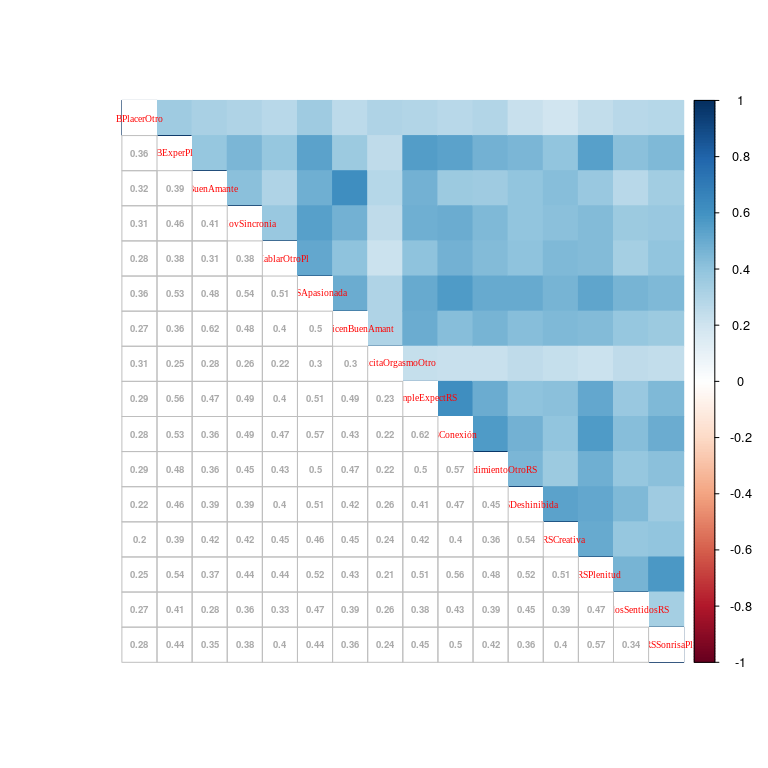 1
BPlacerOtro
0.8
0.36 BExperPl
0.32 0.39 BuenAmante
0.6
0.31 0.46 0.41 ovSincronia
0.28 0.38 0.31 0.38 ablarOtroPl
0.4
0.36 0.53 0.48 0.54 0.51 SApasionada
0.2
0.27 0.36 0.62 0.48 0.4 0.5 icenBuenAmant
0.31 0.25 0.28 0.26 0.22 0.3 0.3 citaOrgasmoOtro
0
0.29 0.56 0.47 0.49 0.4 0.51 0.49 0.23 mpleExpectRS
0.28 0.53 0.36 0.49 0.47 0.57 0.43 0.22 0.62 Conexión
-0.2
0.29 0.48 0.36 0.45 0.43 0.5 0.47 0.22 0.5 0.57 dimientoOtroRS
-0.4
0.22 0.46 0.39 0.39 0.4 0.51 0.42 0.26 0.41 0.47 0.45 SDeshinibida
0.2 0.39 0.42 0.42 0.45 0.46 0.45 0.24 0.42 0.4 0.36 0.54 RSCreativa
-0.6
0.25 0.54 0.37 0.44 0.44 0.52 0.43 0.21 0.51 0.56 0.48 0.52 0.51 RSPlenitud
-0.8
0.27 0.41 0.28 0.36 0.33 0.47 0.39 0.26 0.38 0.43 0.39 0.45 0.39 0.47 osSentidosRS
0.28 0.44 0.35 0.38 0.4 0.44 0.36 0.24 0.45 0.5 0.42 0.36 0.4 0.57 0.34 RSSonrisaPl
-1